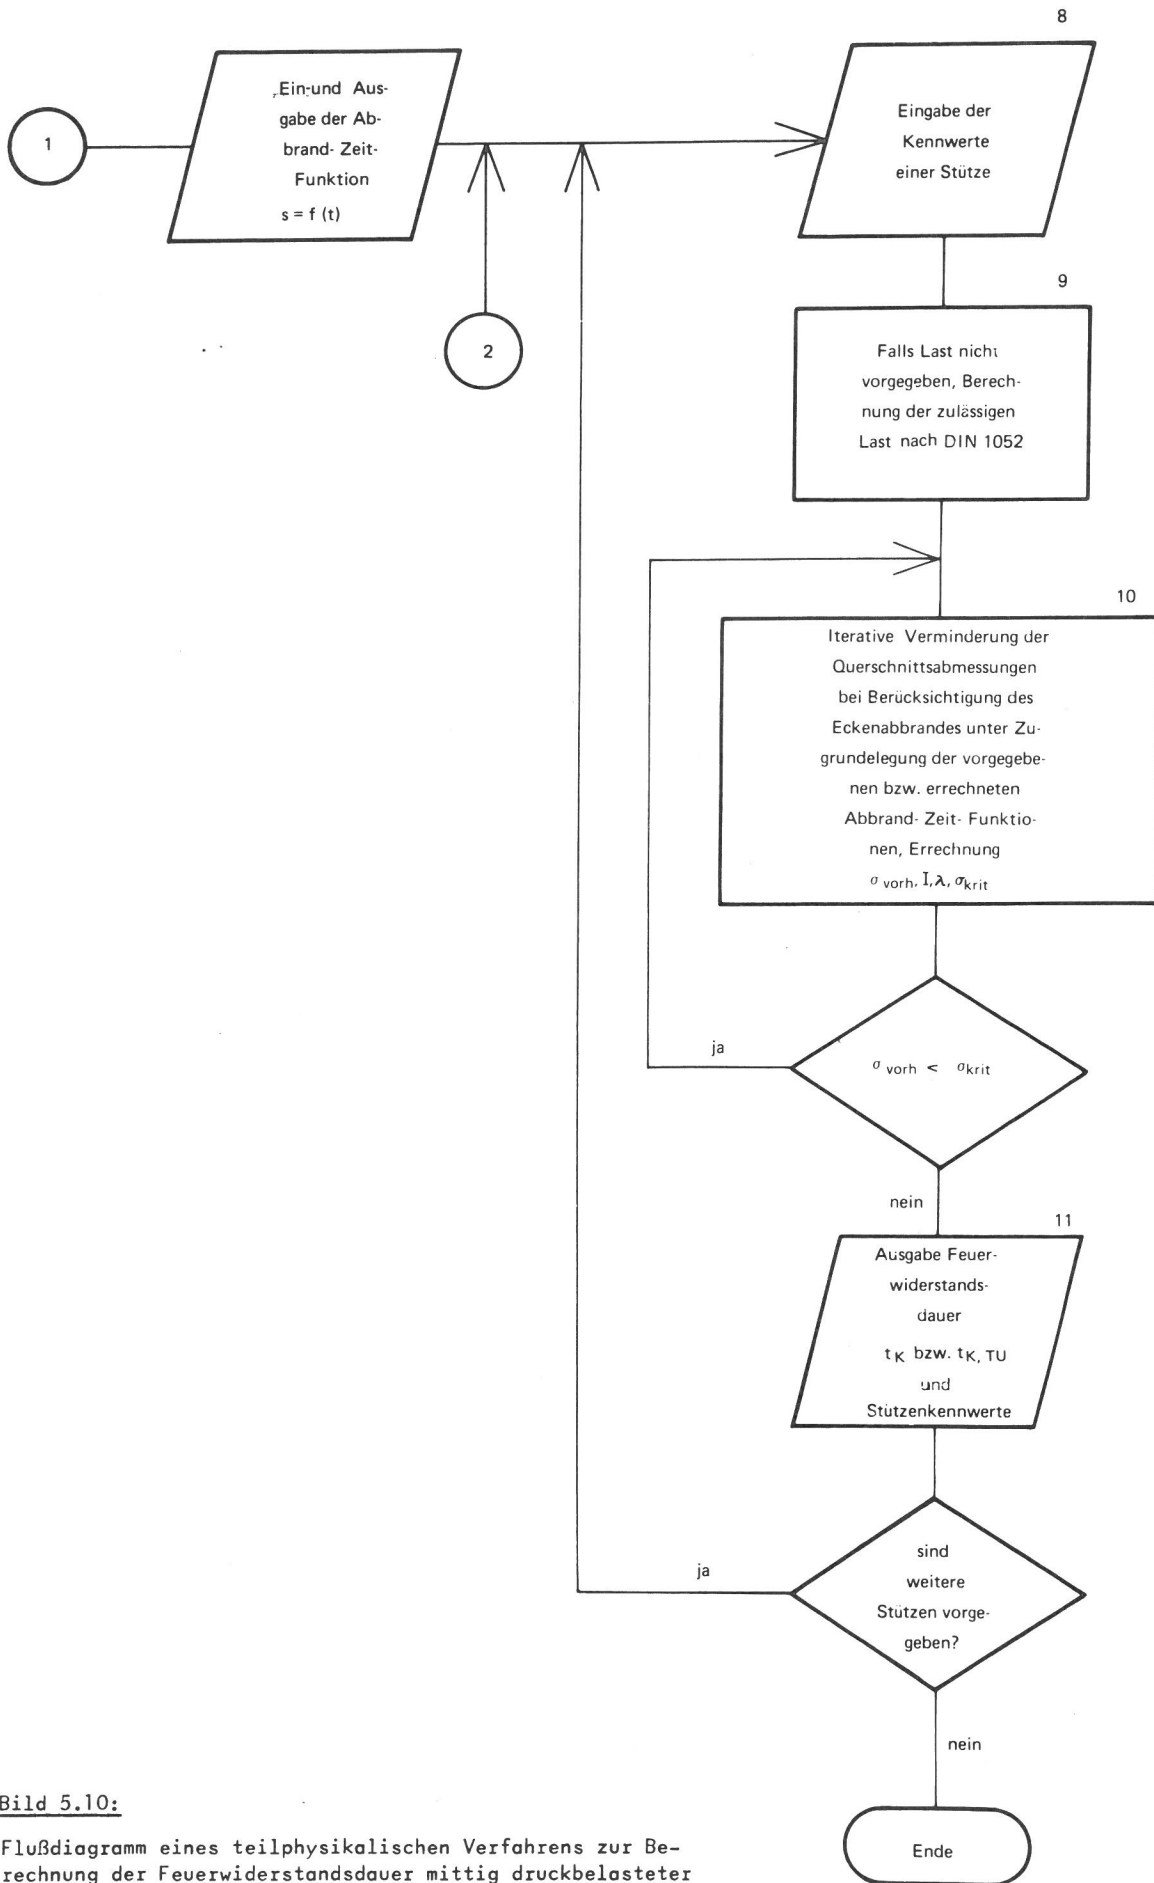 1
Ein-und Aus-
gabe der Ab-
brand- Zeit-
Funktion
s = f (t)
2
8
Eingabe der
Kennwerte
einer Stütze
9
Falls Last nicht
vorgegeben, Berech-
nung der zulässigen
Last nach DIN 1052
10
Iterative Verminderung der
Querschnittsabmessungen
bei Berücksichtigung des
Eckenabbrandes unter Zu-
grundelegung der vorgegebe-
nen bzw. errechneten
Abbrand- Zeit- Funktio-
nen, Errechnung
σ vorh, I, λ, σkrit
ja
σ vorh < σkrit
nein
11
Ausgabe Feuer-
widerstands-
dauer
tK bzw. tK, TU
und
Stützenkennwerte
ja
sind
weitere
Stützen vorge-
geben?
nein
Ende
Bild 5.10:
Flußdiagramm eines teilphysikalischen Verfahrens zur Be-
rechnung der Feuerwiderstandsdauer mittig druckbelasteter